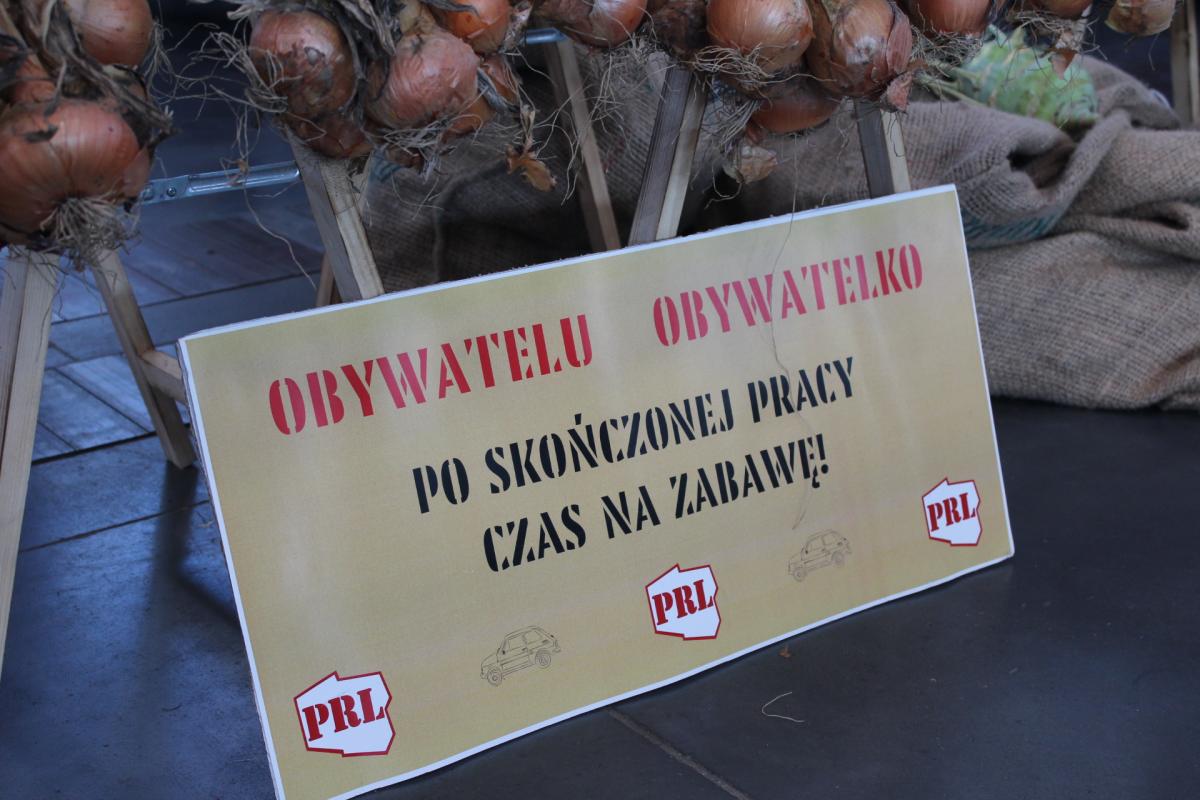 OBYWATELU OBYWATELKO
PO SKOŃCZONEJ PRACY
CZAS NA ZABAWĘ!
PRL
PRL
PRL